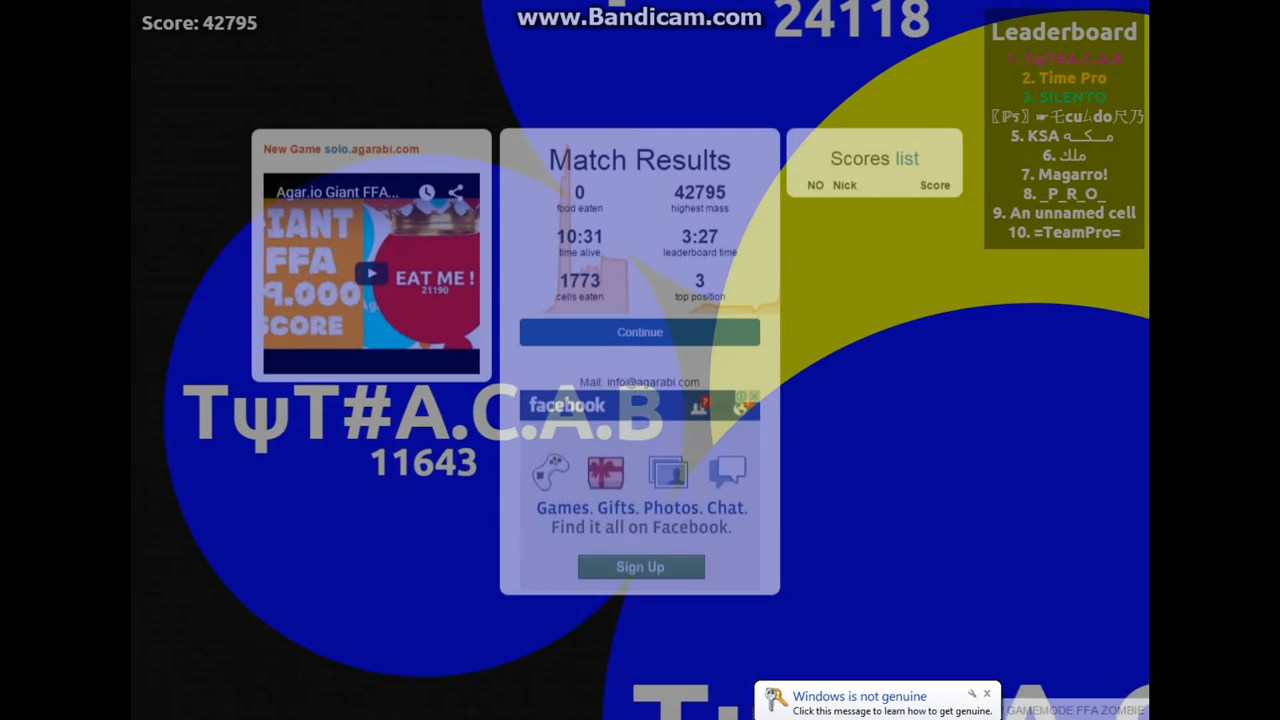 www.Bandicam.com
Score: 42795
24118
Leaderboard
1. TψT#A.C.A.B
2. Time Pro
3. SILENTO
5. KSA مـــكـــه
6. ملك
7. Magarro!
8. _P_R_O_
9. An unnamed cell
10. =TeamPro=
New Game solo.agarabi.com
Agar.io Giant FFA...
GIANT
FFA
9.000
SCORE
EAT ME !
21190
Match Results
0
food eaten
42795
highest mass
10:31
time alive
3:27
leaderboard time
1773
cells eaten
3
top position
Continue
Scores list
NO Nick Score
Mail: info@agarabi.com
facebook
Games. Gifts. Photos. Chat.
Find it all on Facebook.
Sign Up
TψT#A.C.A.B
11643
Windows is not genuine
Click this message to learn how to get genuine.
GAMEMODE FFA ZOMBIE